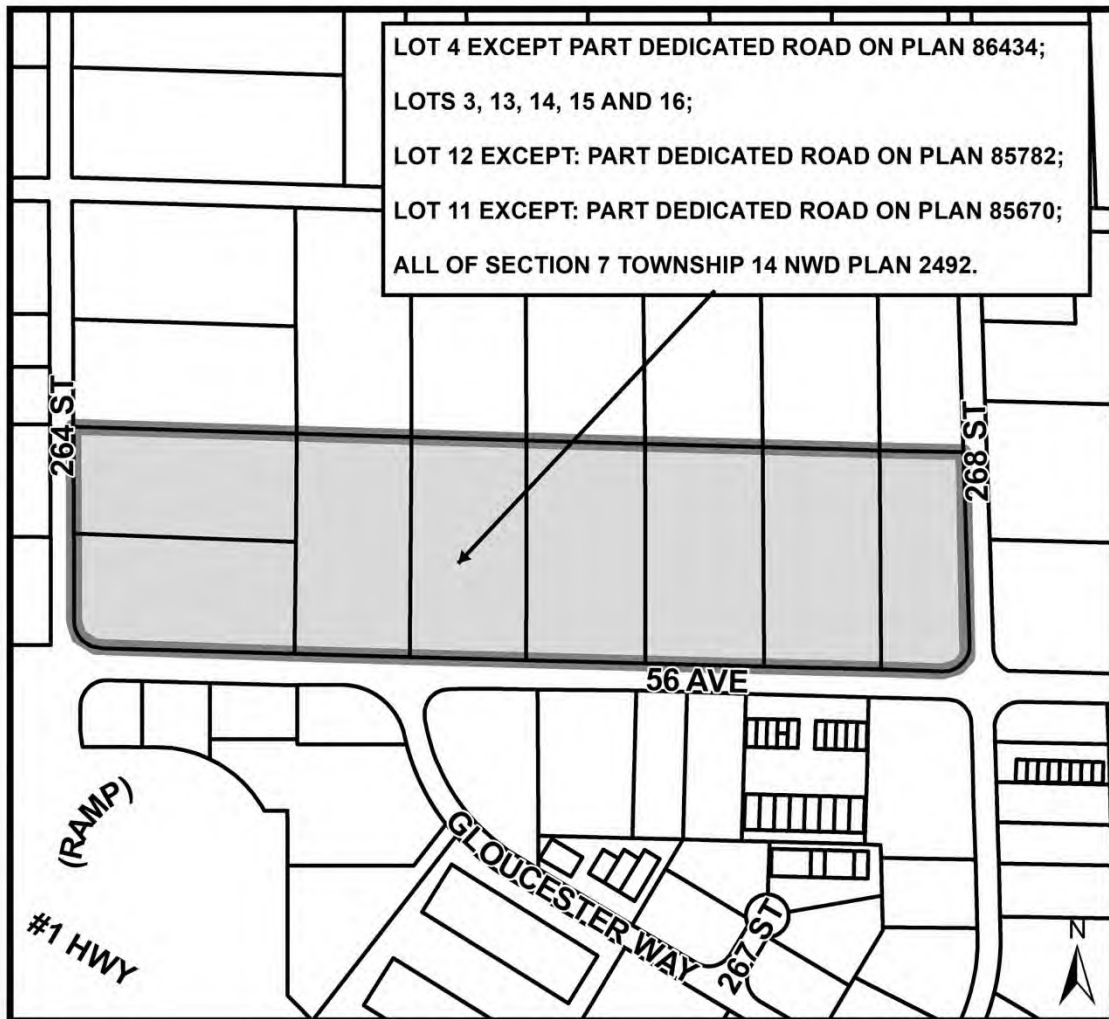 LOT 4 EXCEPT PART DEDICATED ROAD ON PLAN 86434;
LOTS 3, 13, 14, 15 AND 16;
LOT 12 EXCEPT: PART DEDICATED ROAD ON PLAN 85782;
LOT 11 EXCEPT: PART DEDICATED ROAD ON PLAN 85670;
ALL OF SECTION 7 TOWNSHIP 14 NWD PLAN 2492.
264 ST
268 ST
56 AVE
(RAMP)
GLOUCESTER WAY
267 ST
#1 HWY
N